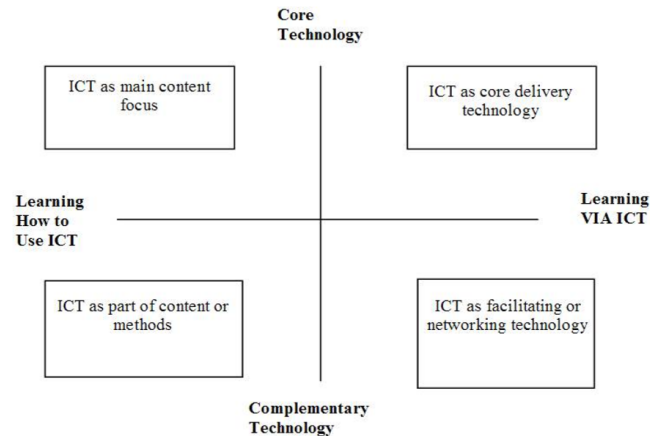 Core
Technology
ICT as main content
focus
ICT as core delivery
technology
Learning
How to
Use ICT
Learning
VIA ICT
ICT as part of content or
methods
ICT as facilitating or
networking technology
Complementary
Technology